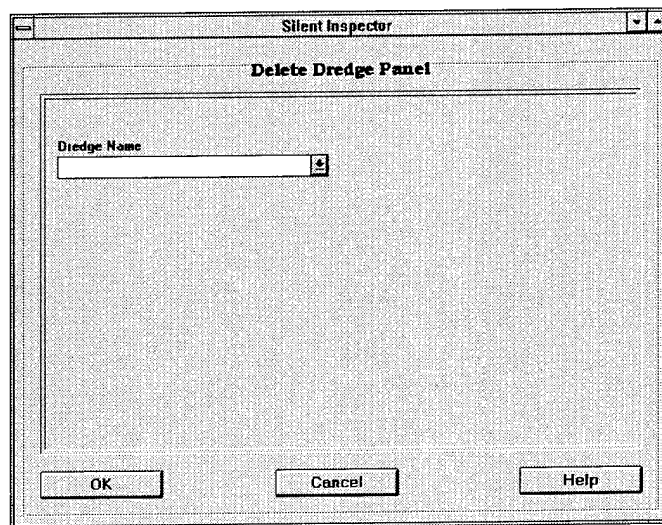 Silent Inspector
Delete Dredge Panel
Dredge Name
OK
Cancel
Help